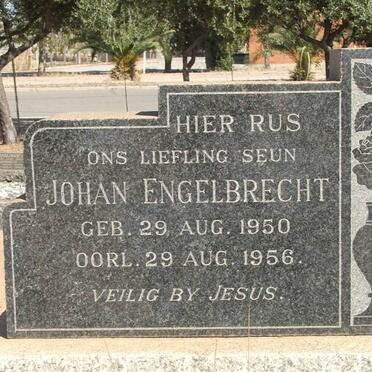 HIER RUS
ONS LIEFLING SEUN
JOHAN ENGELBRECHT
GEB. 29 AUG. 1950
OORL. 29 AUG. 1956.
VEILIG BY JESUS.